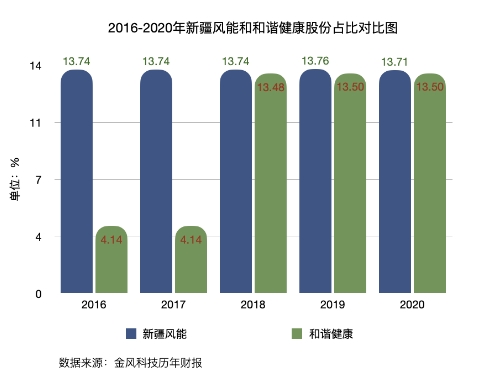 2016-2020年新疆风能和和谐健康股份占比对比图
13.74 13.74 13.74 13.76 13.71
14
13.48 13.50 13.50
11
单位：%
7
4.14 4.14
4
0
2016 2017 2018 2019 2020
新疆风能 和谐健康
数据来源：金风科技历年财报